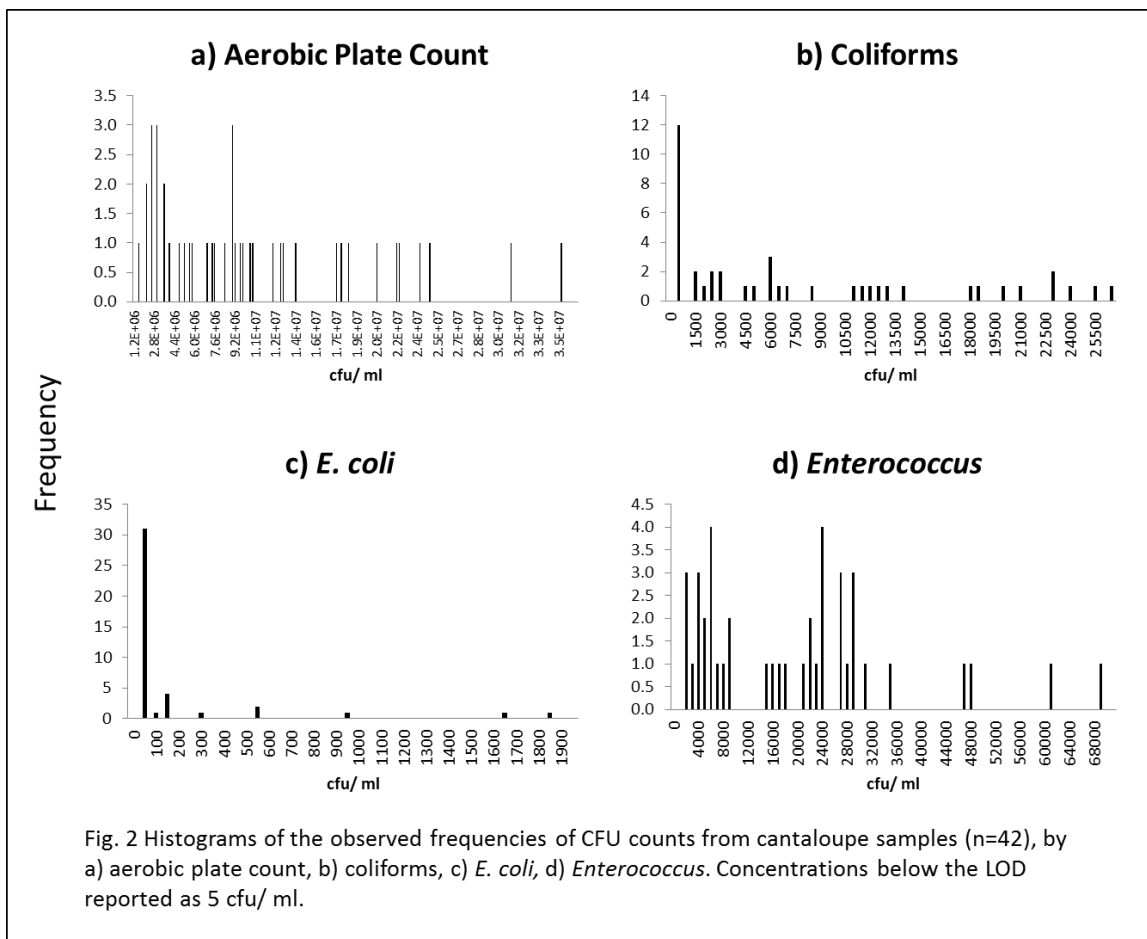 a) Aerobic Plate Count
3.5
3.0
2.5
2.0
1.5
1.0
0.5
0.0
1.2E+06
2.8E+06
4.4E+06
6.0E+06
7.6E+06
9.2E+06
1.1E+07
1.2E+07
1.4E+07
1.6E+07
1.7E+07
1.9E+07
2.0E+07
2.2E+07
2.4E+07
2.5E+07
2.7E+07
2.8E+07
3.0E+07
3.2E+07
3.3E+07
3.5E+07
cfu/ ml
b) Coliforms
14
12
10
8
6
4
2
0
0
1500
3000
4500
6000
7500
9000
10500
12000
13500
15000
16500
18000
19500
21000
22500
24000
25500
cfu/ ml
Frequency
c) E. coli
35
30
25
20
15
10
5
0
0
100
200
300
400
500
600
700
800
900
1000
1100
1200
1300
1400
1500
1600
1700
1800
1900
cfu/ ml
d) Enterococcus
4.5
4.0
3.5
3.0
2.5
2.0
1.5
1.0
0.5
0.0
0
4000
8000
12000
16000
20000
24000
28000
32000
36000
40000
44000
48000
52000
56000
60000
64000
68000
cfu/ ml
Fig. 2 Histograms of the observed frequencies of CFU counts from cantaloupe samples (n=42), by
a) aerobic plate count, b) coliforms, c) E. coli, d) Enterococcus. Concentrations below the LOD
reported as 5 cfu/ ml.